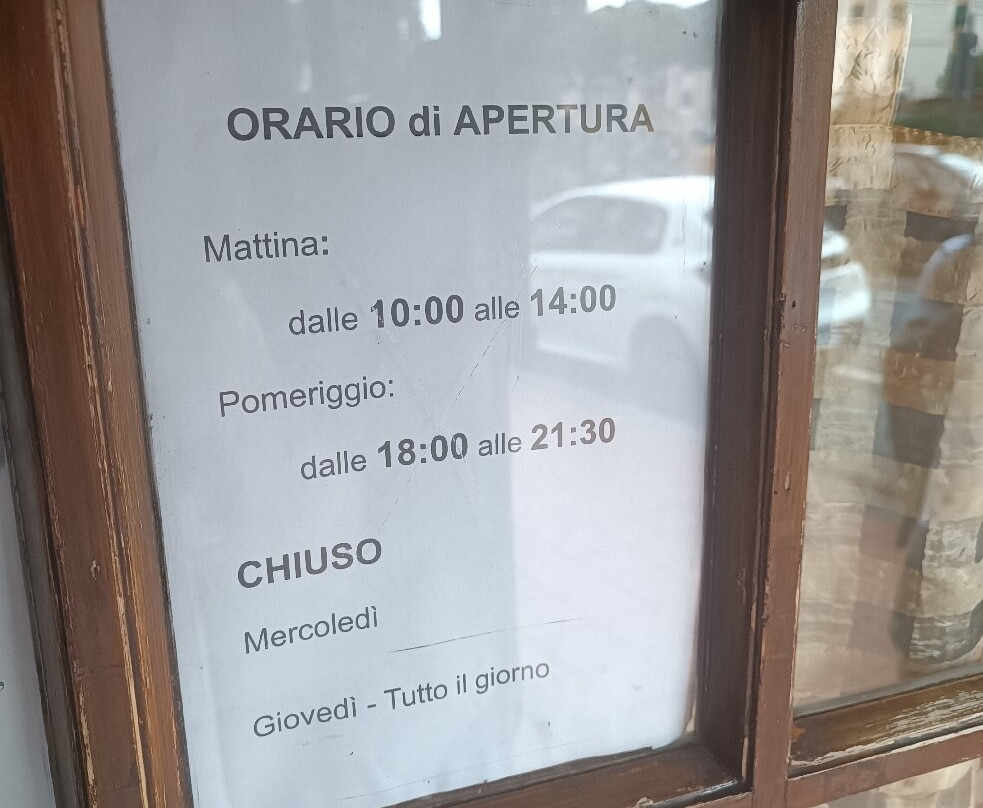 ORARIO di APERTURA
Mattina:
dalle 10:00 alle 14:00
Pomeriggio:
dalle 18:00 alle 21:30
CHIUSO
Mercoledì
Giovedì - Tutto il giorno